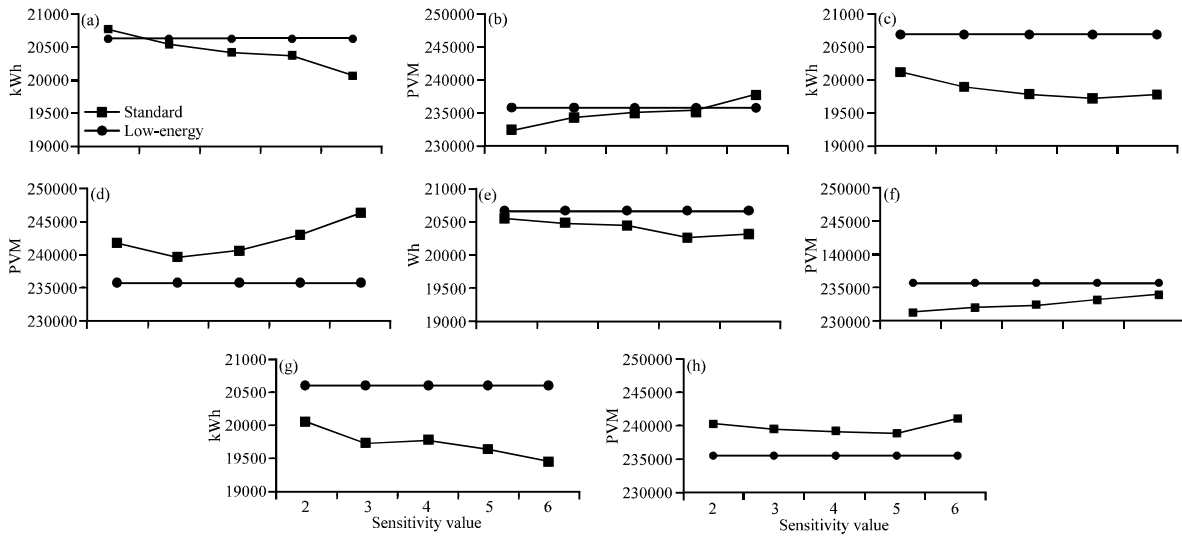 (a)
21000
20500
20000
19500
19000
kWh
Standard
Low-energy
(b)
250000
245000
240000
235000
230000
PVM
(c)
21000
20500
20000
19500
19000
kWh
(d)
250000
245000
240000
235000
230000
PVM
(e)
21000
20500
20000
19500
19000
Wh
(f)
250000
145000
140000
235000
230000
PVM
(g)
21000
20500
20000
19500
19000
kWh
2 3 4 5 6
Sensitivity value
(h)
250000
245000
240000
235000
230000
PVM
2 3 4 5 6
Sensitivity value